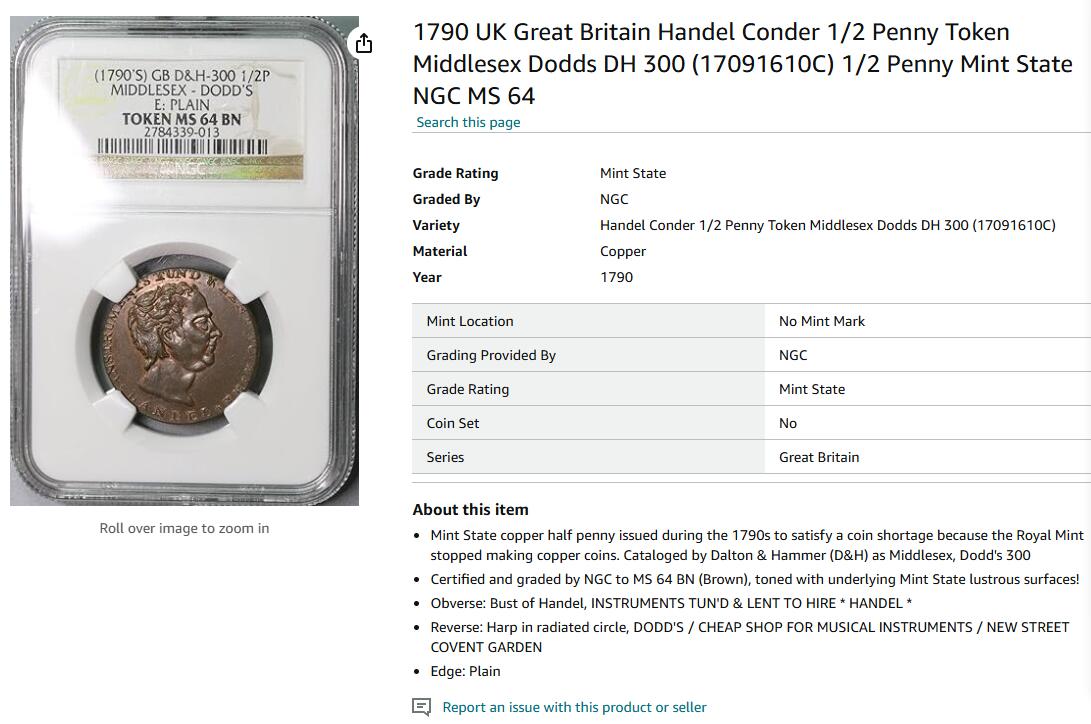 (1790'S) GB D&H-300 1/2P
MIDDLESEX - DODD'S
E: PLAIN
TOKEN MS 64 BN
2784339-013
NGC
INSTRUMENTS TUN'D &
HANDEL
Roll over image to zoom in
1790 UK Great Britain Handel Conder 1/2 Penny Token
Middlesex Dodds DH 300 (17091610C) 1/2 Penny Mint State
NGC MS 64
Search this page
Grade Rating Mint State
Graded By NGC
Variety Handel Conder 1/2 Penny Token Middlesex Dodds DH 300 (17091610C)
Material Copper
Year 1790
Mint Location No Mint Mark
Grading Provided By NGC
Grade Rating Mint State
Coin Set No
Series Great Britain
About this item
Mint State copper half penny issued during the 1790s to satisfy a coin shortage because the Royal Mint
stopped making copper coins. Cataloged by Dalton & Hammer (D&H) as Middlesex, Dodd's 300
Certified and graded by NGC to MS 64 BN (Brown), toned with underlying Mint State lustrous surfaces!
Obverse: Bust of Handel, INSTRUMENTS TUN'D & LENT TO HIRE * HANDEL *
Reverse: Harp in radiated circle, DODD'S / CHEAP SHOP FOR MUSICAL INSTRUMENTS / NEW STREET
COVENT GARDEN
Edge: Plain
Report an issue with this product or seller